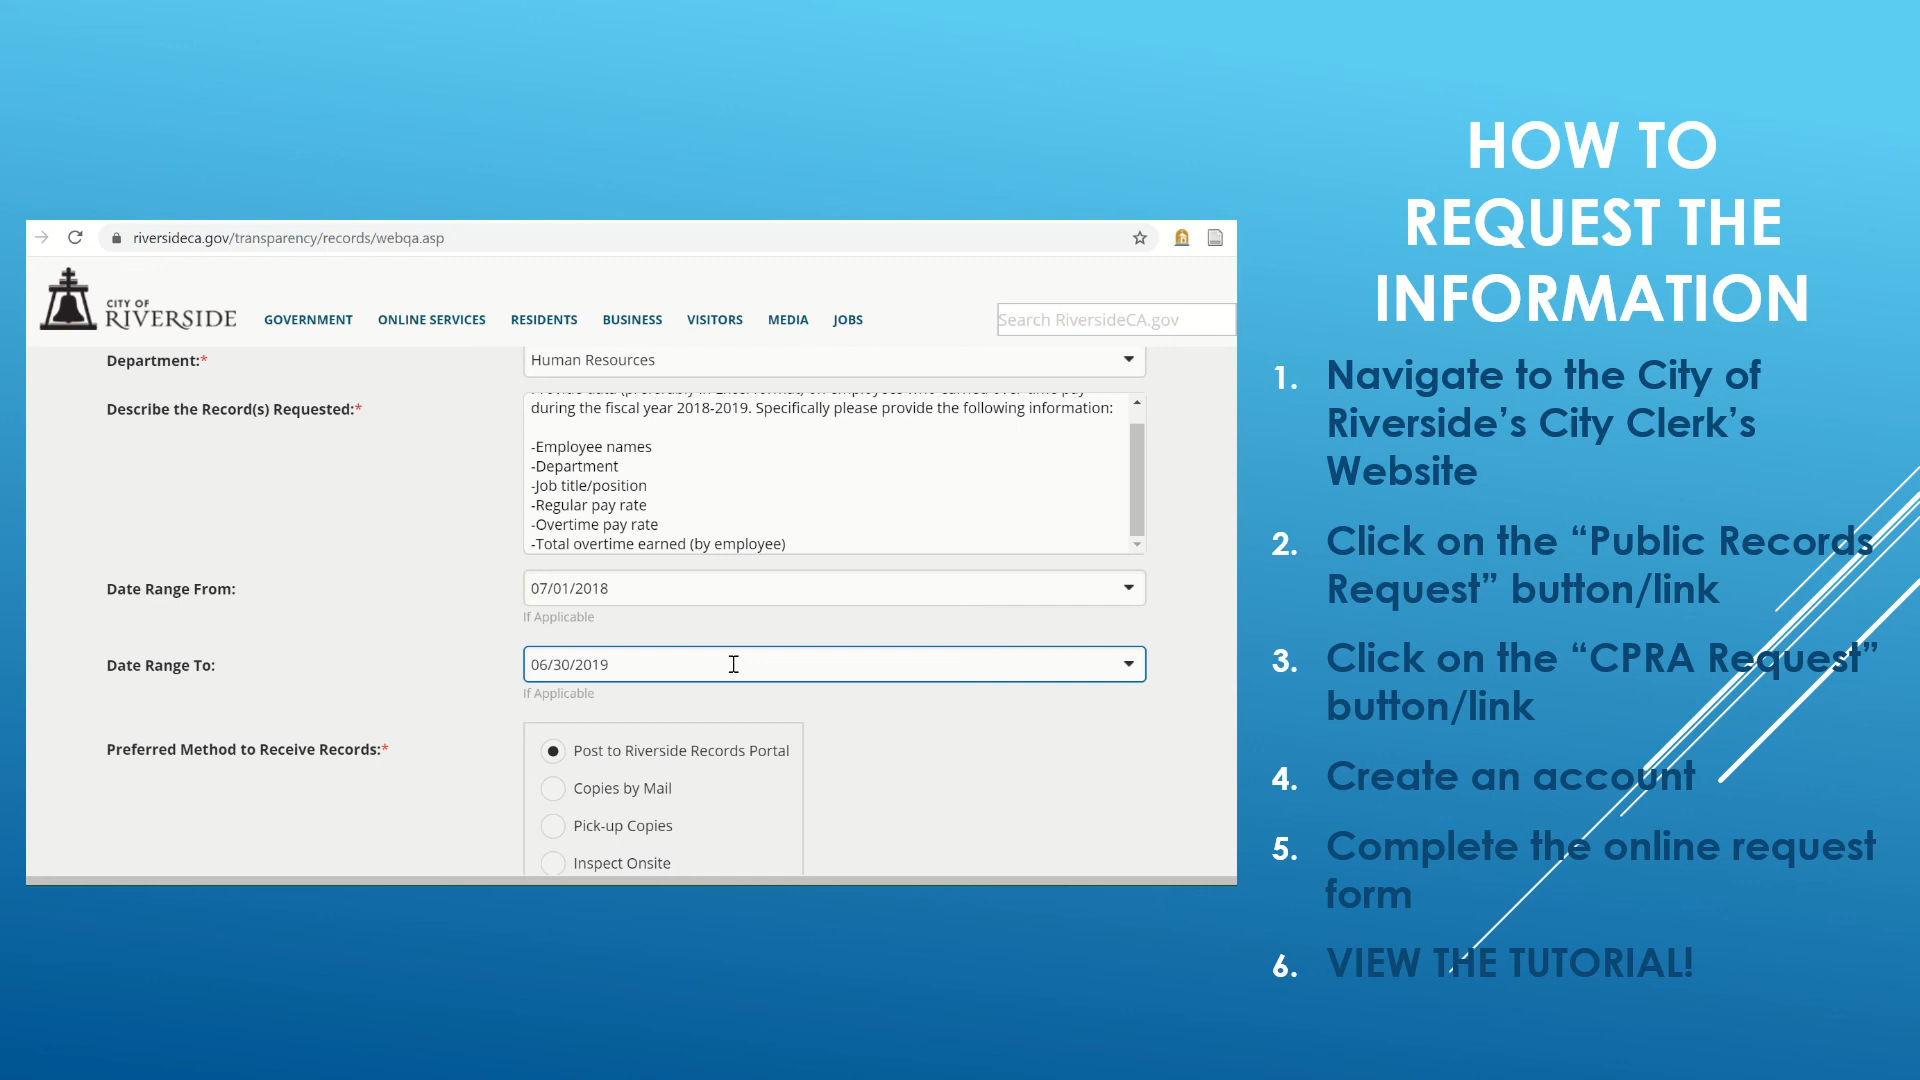 riversideca.gov/transparency/records/webqa.asp
CITY OF
RIVERSIDE
GOVERNMENT ONLINE SERVICES RESIDENTS BUSINESS VISITORS MEDIA JOBS
Search RiversideCA.gov
Department:* Human Resources
Describe the Record(s) Requested:*
during the fiscal year 2018-2019. Specifically please provide the following information:
-Employee names
-Department
-Job title/position
-Regular pay rate
-Overtime pay rate
-Total overtime earned (by employee)
Date Range From: 07/01/2018
If Applicable
Date Range To: 06/30/2019
If Applicable
Preferred Method to Receive Records:*
Post to Riverside Records Portal
Copies by Mail
Pick-up Copies
Inspect Onsite
HOW TO
REQUEST THE
INFORMATION
1. Navigate to the City of
Riverside’s City Clerk’s
Website
2. Click on the “Public Records
Request” button/link
3. Click on the “CPRA Request”
button/link
4. Create an account
5. Complete the online request
form
6. VIEW THE TUTORIAL!